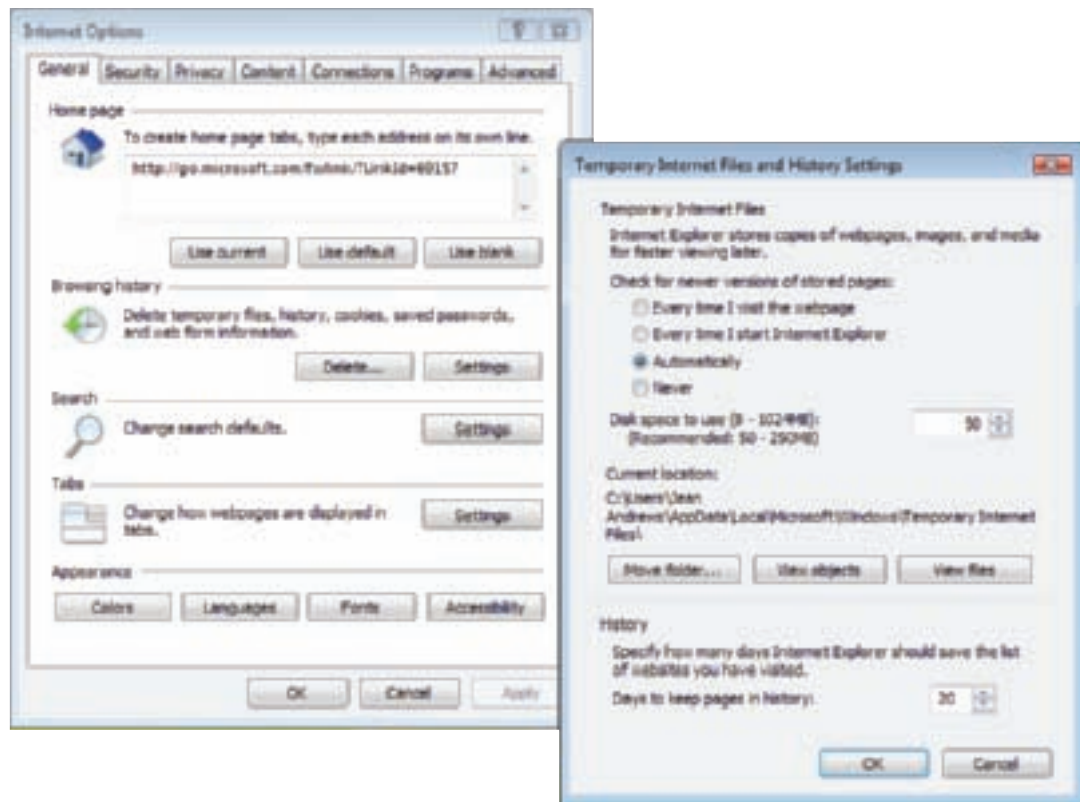 Internet Options
General Security Privacy Content Connections Programs Advanced
Home page
To create home page tabs, type each address on its own line.
http://go.microsoft.com/fwlink/?LinkId=69157
Use current Use default Use blank
Browsing history
Delete temporary files, history, cookies, saved passwords,
and web form information.
Delete... Settings
Search
Change search defaults.
Settings
Tabs
Change how webpages are displayed in
tabs.
Settings
Appearance
Colors Languages Fonts Accessibility
OK Cancel Apply
Temporary Internet Files and History Settings
Temporary Internet Files
Internet Explorer stores copies of webpages, images, and media
for faster viewing later.
Check for newer versions of stored pages:
Every time I visit the webpage
Every time I start Internet Explorer
Automatically
Never
Disk space to use (8 - 1024MB):
(Recommended: 50 - 250MB)
50
Current location:
C:\Users\Jean
Andrews\AppData\Local\Microsoft\Windows\Temporary Internet
Files\
Move folder... View objects View files
History
Specify how many days Internet Explorer should save the list
of websites you have visited.
Days to keep pages in history:
20
OK Cancel